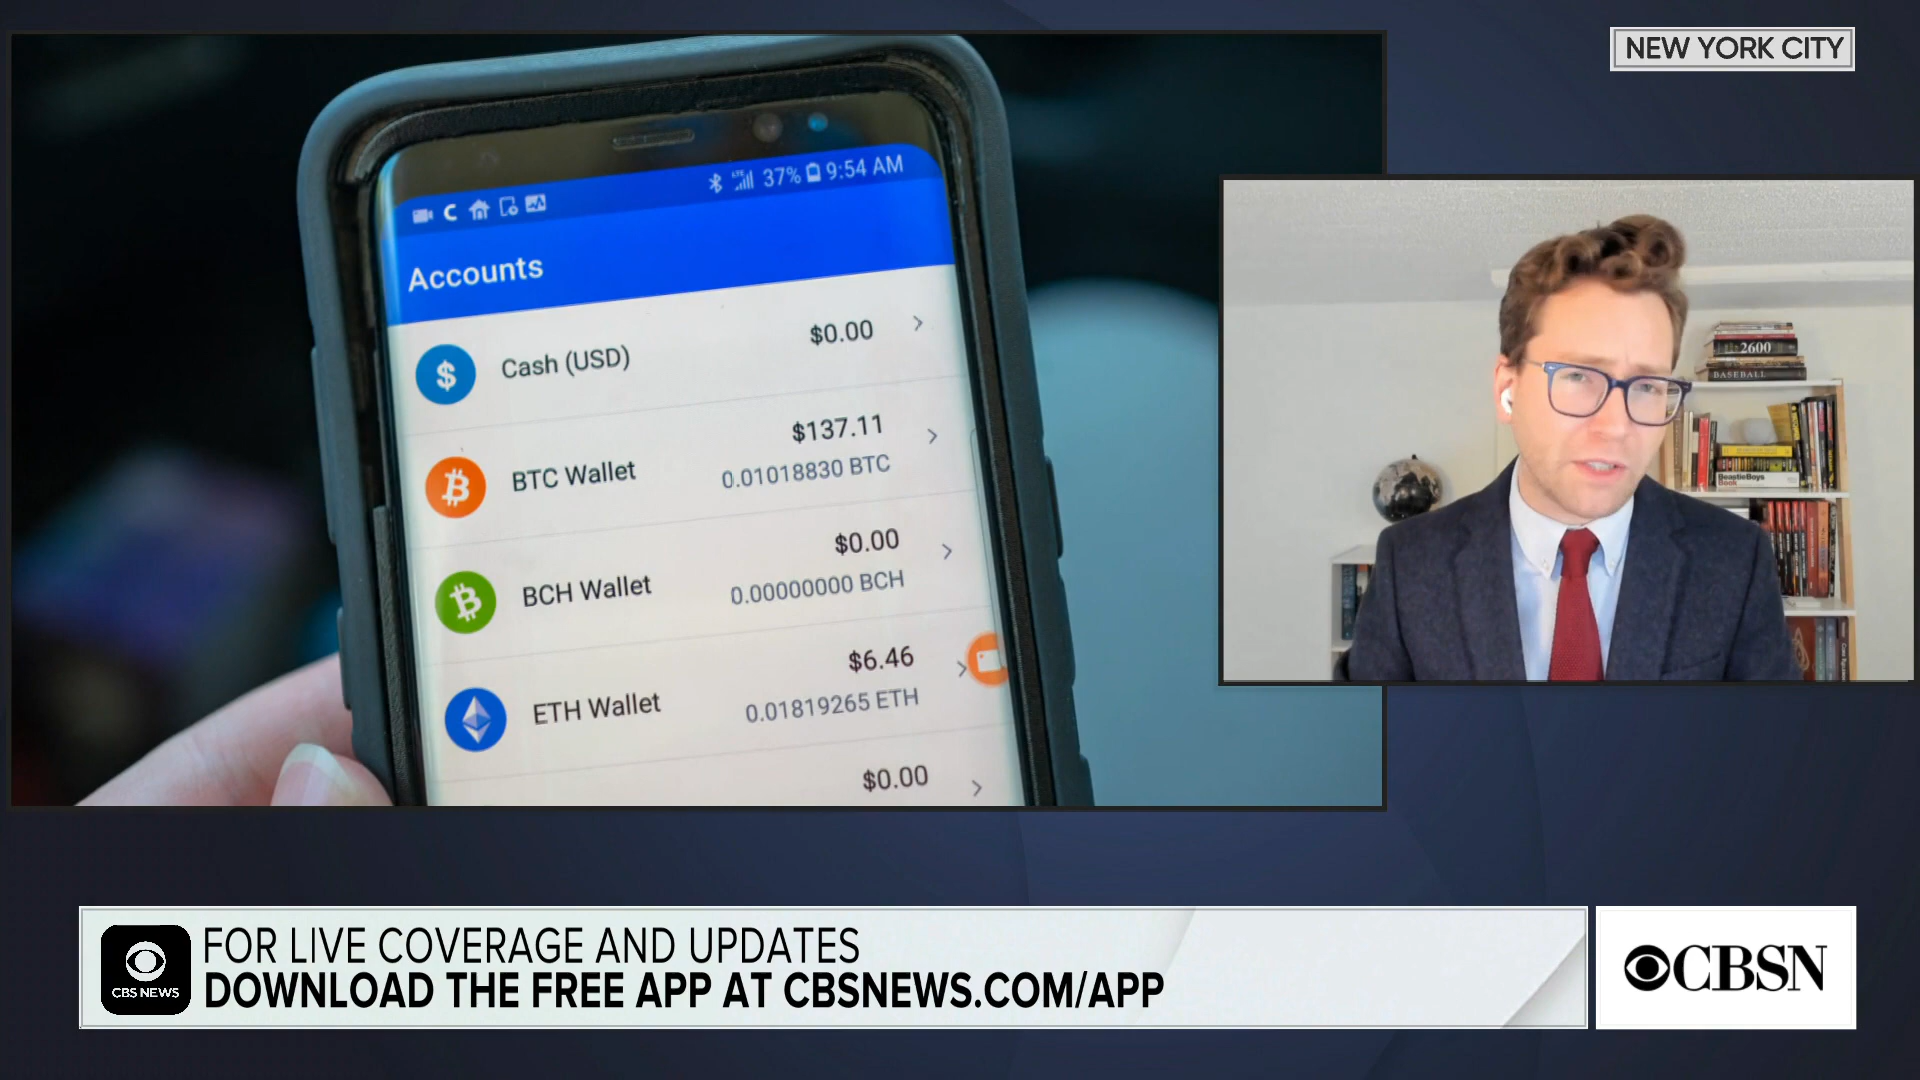 NEW YORK CITY
37% 9:54 AM
Accounts
Cash (USD)
$0.00
$137.11
BTC Wallet
0.01018830 BTC
$0.00
BCH Wallet
0.00000000 BCH
$6.46
ETH Wallet
0.01819265 ETH
$0.00
2600
BASEBALL
BeastieBoys
Book
FOR LIVE COVERAGE AND UPDATES
CBS NEWS
DOWNLOAD THE FREE APP AT CBSNEWS.COM/APP
CBSN